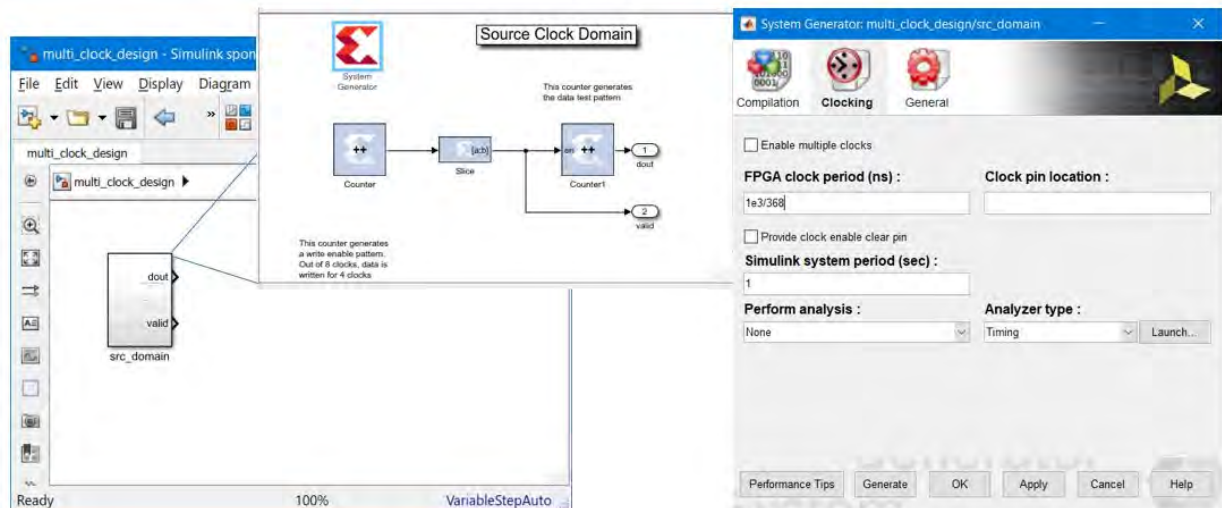 multi_clock_design - Simulink spon
File Edit View Display Diagram
»
multi_clock_design
multi_clock_design
dout
valid
src_domain
Ready 100% VariableStepAuto
Source Clock Domain
System
Generator
This counter generates
the data test pattern
++
Counter
[a:b]
Slice
en ++
Counter1
1
dout
2
valid
This counter generates
a write enable pattern.
Out of 8 clocks, data is
written for 4 clocks
System Generator: multi_clock_design/src_domain
Compilation Clocking General
Enable multiple clocks
FPGA clock period (ns) : Clock pin location :
1e3/368
Provide clock enable clear pin
Simulink system period (sec) :
1
Perform analysis : Analyzer type :
None Timing Launch...
Performance Tips Generate OK Apply Cancel Help